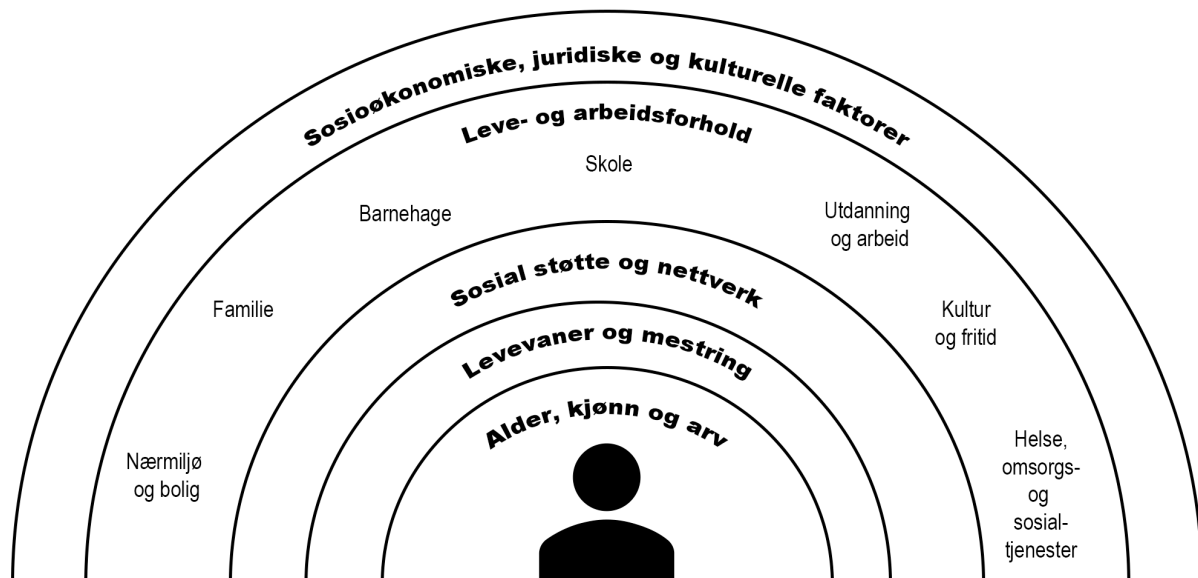 Sosioøkonomiske, juridiske og kulturelle faktorer
Leve- og arbeidsforhold
Skole
Barnehage
Utdanning
og arbeid
Familie
Kultur
og fritid
Nærmiljø
og bolig
Helse,
omsorgs-
og
sosial-
tjenester
Sosial støtte og nettverk
Levevaner og mestring
Alder, kjønn og arv